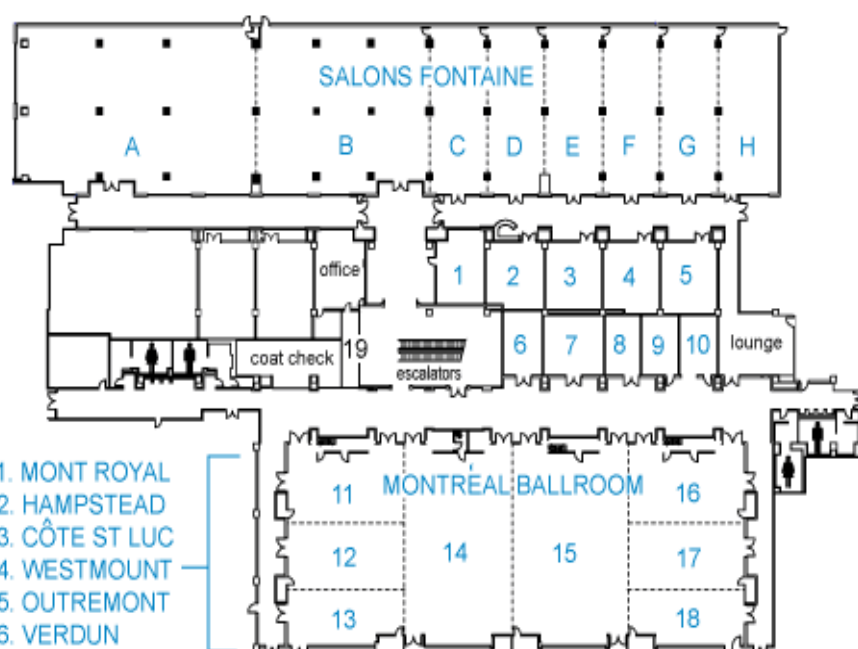 SALONS FONTAINE
A B C D E F G H
office
1 2 3 4 5
coat check
19
escalators
6 7 8 9 10
lounge
MONTRÉAL BALLROOM
11 16
12 14 15 17
13 18
1. MONT ROYAL
2. HAMPSTEAD
3. CÔTE ST LUC
4. WESTMOUNT
5. OUTREMONT
6. VERDUN